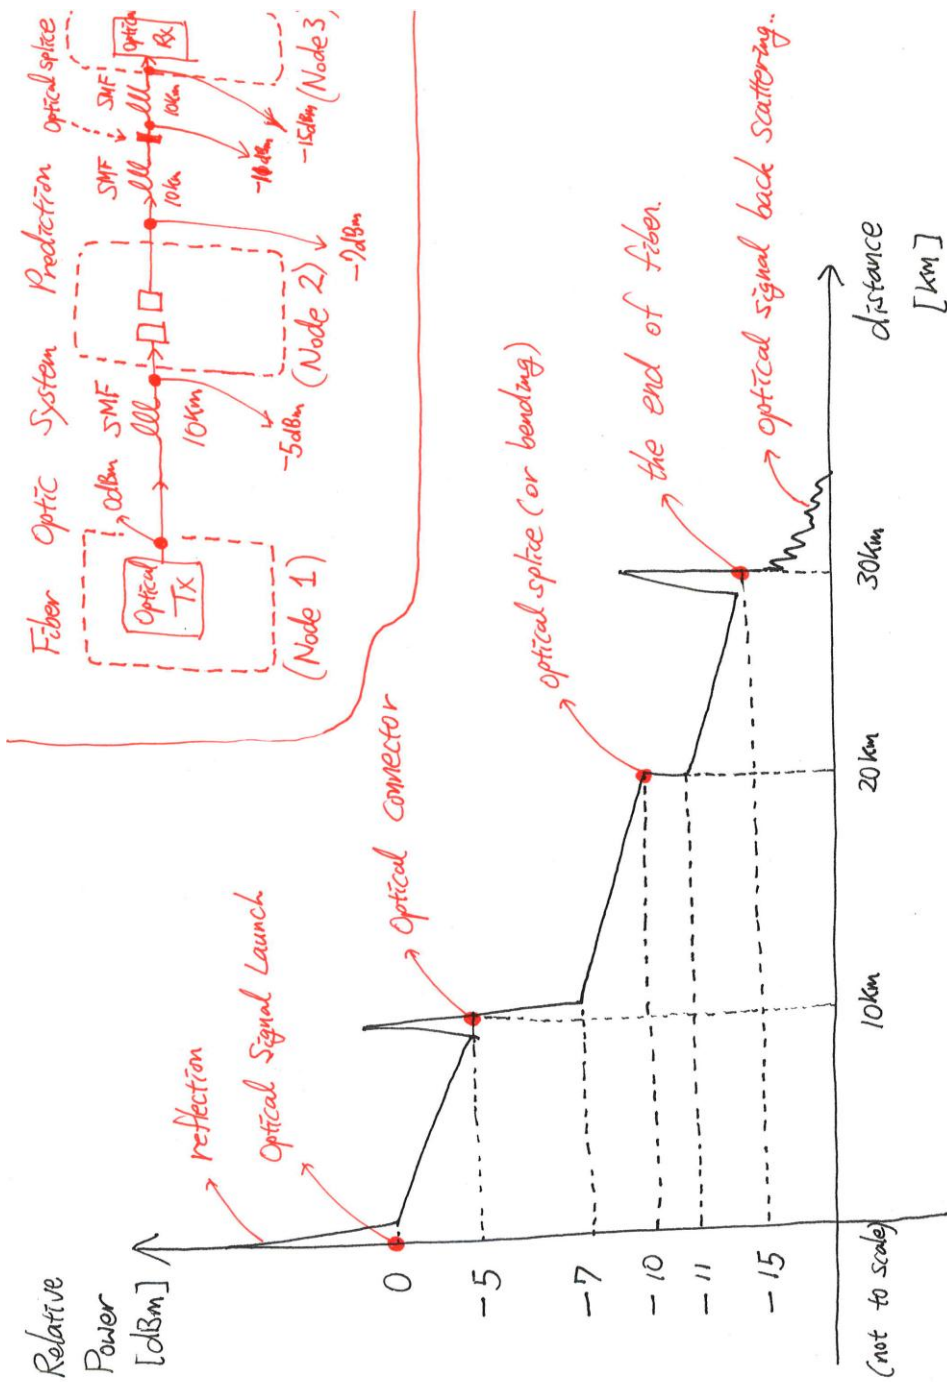 Fiber Optic System Prediction
Optical splice
0dBm
SMF
SMF
SMF
Optical
TX
Optical
Rx
10Km
10km
10km
-5dBm
-7dBm
-15dBm
(Node 1)
(Node 2)
(Node 3)
Relative
Power
[dBm]
reflection
Optical Signal Launch
Optical Connector
optical splice (or bending)
the end of fiber.
optical signal back scattering..
0
-5
-7
-10
-11
-15
(not to scale)
10km
20km
30km
distance
[km]